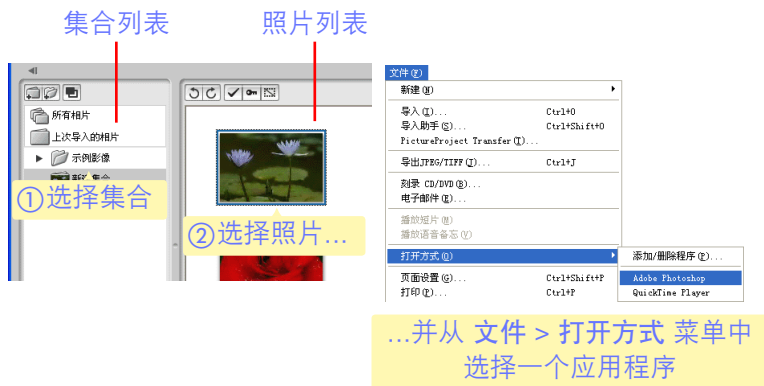 集合列表
照片列表
所有相片
上次导入的相片
示例影像
①选择集合
②选择照片...
文件(F)
新建(N)
导入(I)... Ctrl+O
导入助手(S)... Ctrl+Shift+O
PictureProject Transfer(T)...
导出JPEG/TIFF(J)... Ctrl+J
刻录 CD/DVD(B)...
电子邮件(E)...
播放短片(M)
播放语音备忘(V)
打开方式(O)
添加/删除程序(P)...
页面设置(G)... Ctrl+Shift+P
Adobe Photoshop
打印(P)... Ctrl+P
QuickTime Player
...并从 文件 > 打开方式 菜单中
选择一个应用程序